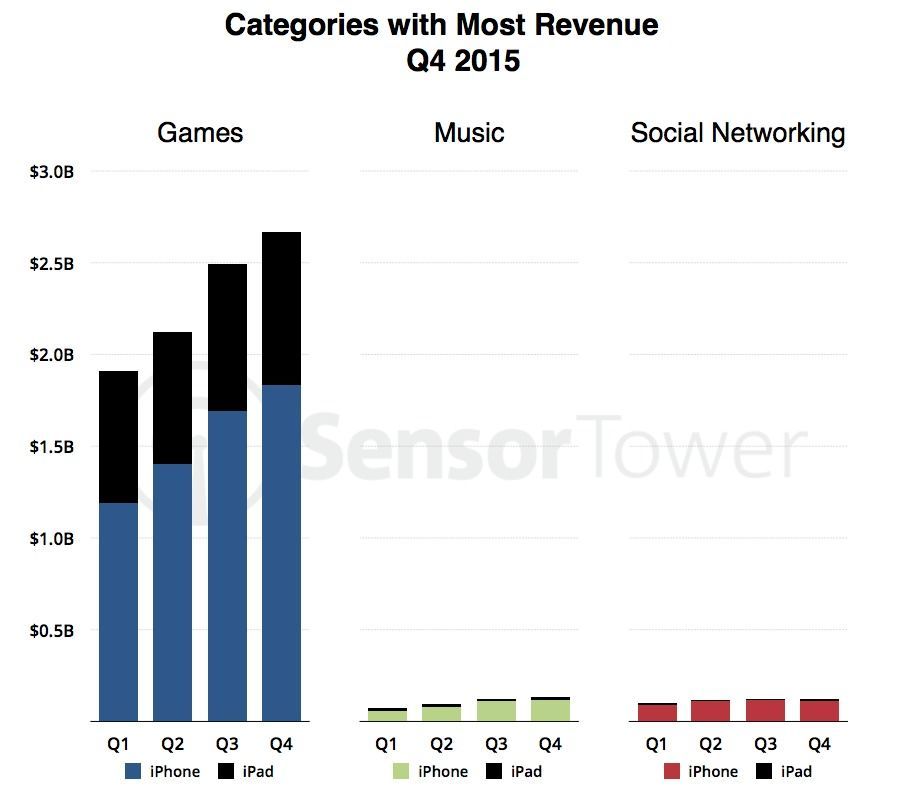 Categories with Most Revenue
Q4 2015
Games
Music
Social Networking
$3.0B
$2.5B
$2.0B
$1.5B
$1.0B
$0.5B
SensorTower
Q1 Q2 Q3 Q4
iPhone iPad
Q1 Q2 Q3 Q4
iPhone iPad
Q1 Q2 Q3 Q4
iPhone iPad